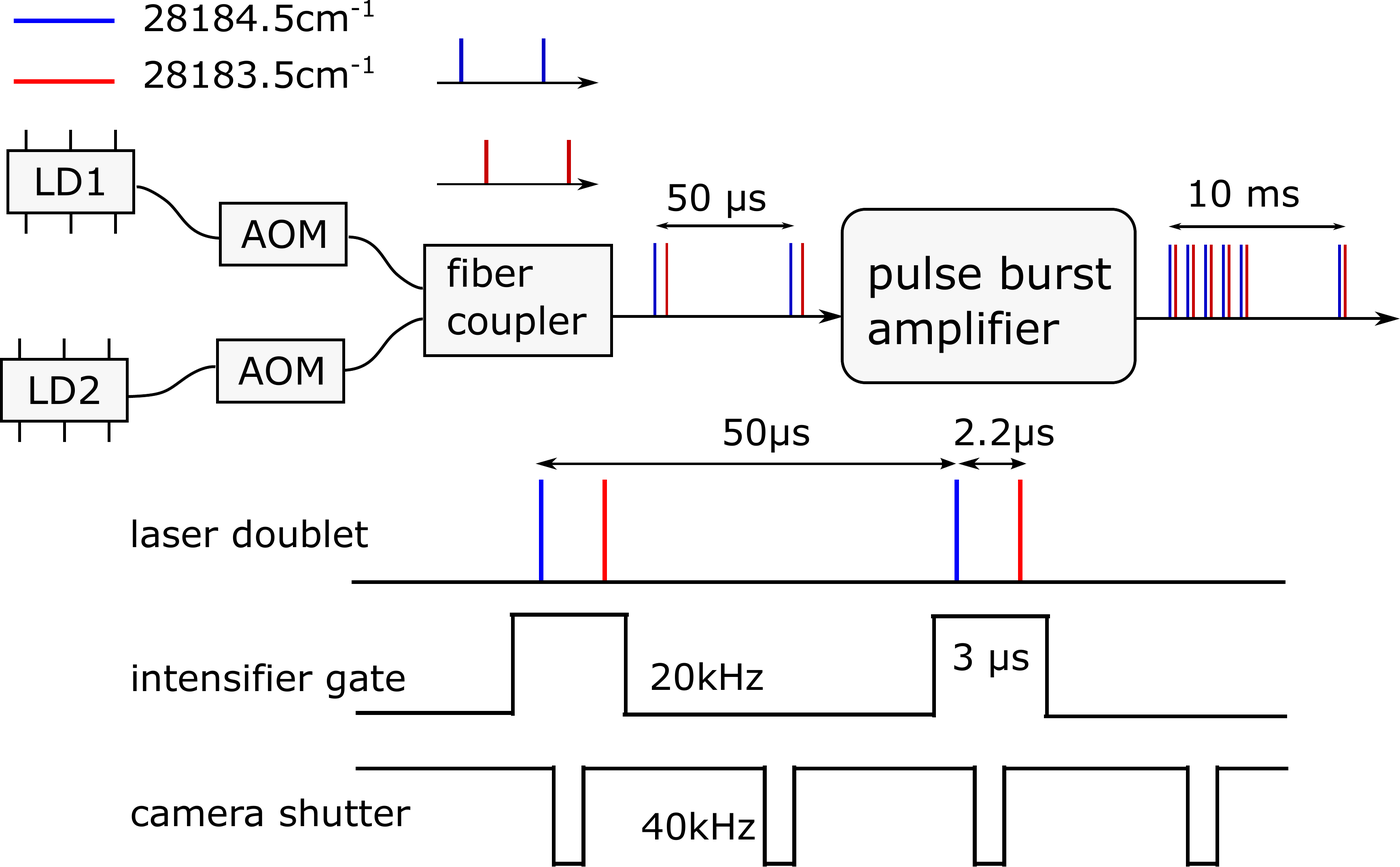 28184.5cm⁻¹
28183.5cm⁻¹
LD1
AOM
50 µs
10 ms
fiber
coupler
pulse burst
amplifier
LD2
AOM
50µs
2.2µs
laser doublet
intensifier gate
20kHz
3 µs
camera shutter
40kHz